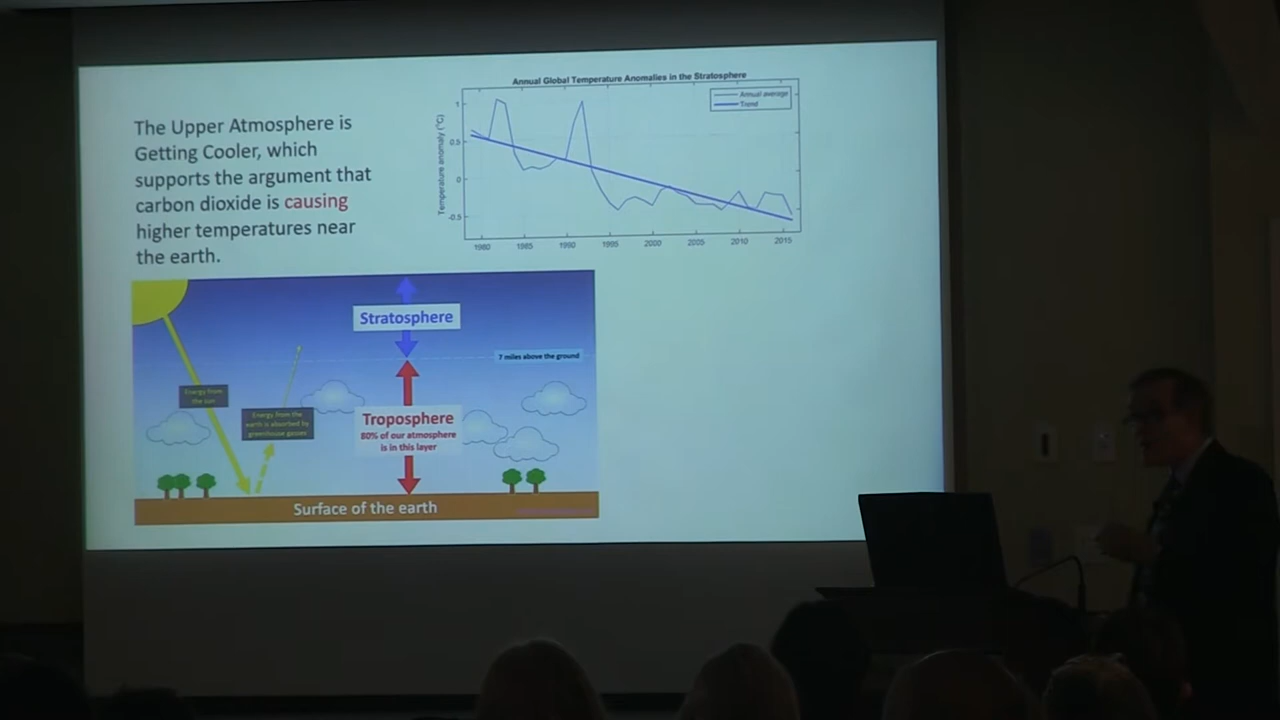 The Upper Atmosphere is
Getting Cooler, which
supports the argument that
carbon dioxide is causing
higher temperatures near
the earth.
Annual Global Temperature Anomalies in the Stratosphere
Annual average
Trend
Temperature anomaly (°C)
1
0.5
0
-0.5
1980 1985 1990 1995 2000 2005 2010 2015
Stratosphere
7 miles above the ground
Energy from
the sun
Energy from the
earth is absorbed by
greenhouse gasses
Troposphere
80% of our atmosphere
is in this layer
Surface of the earth